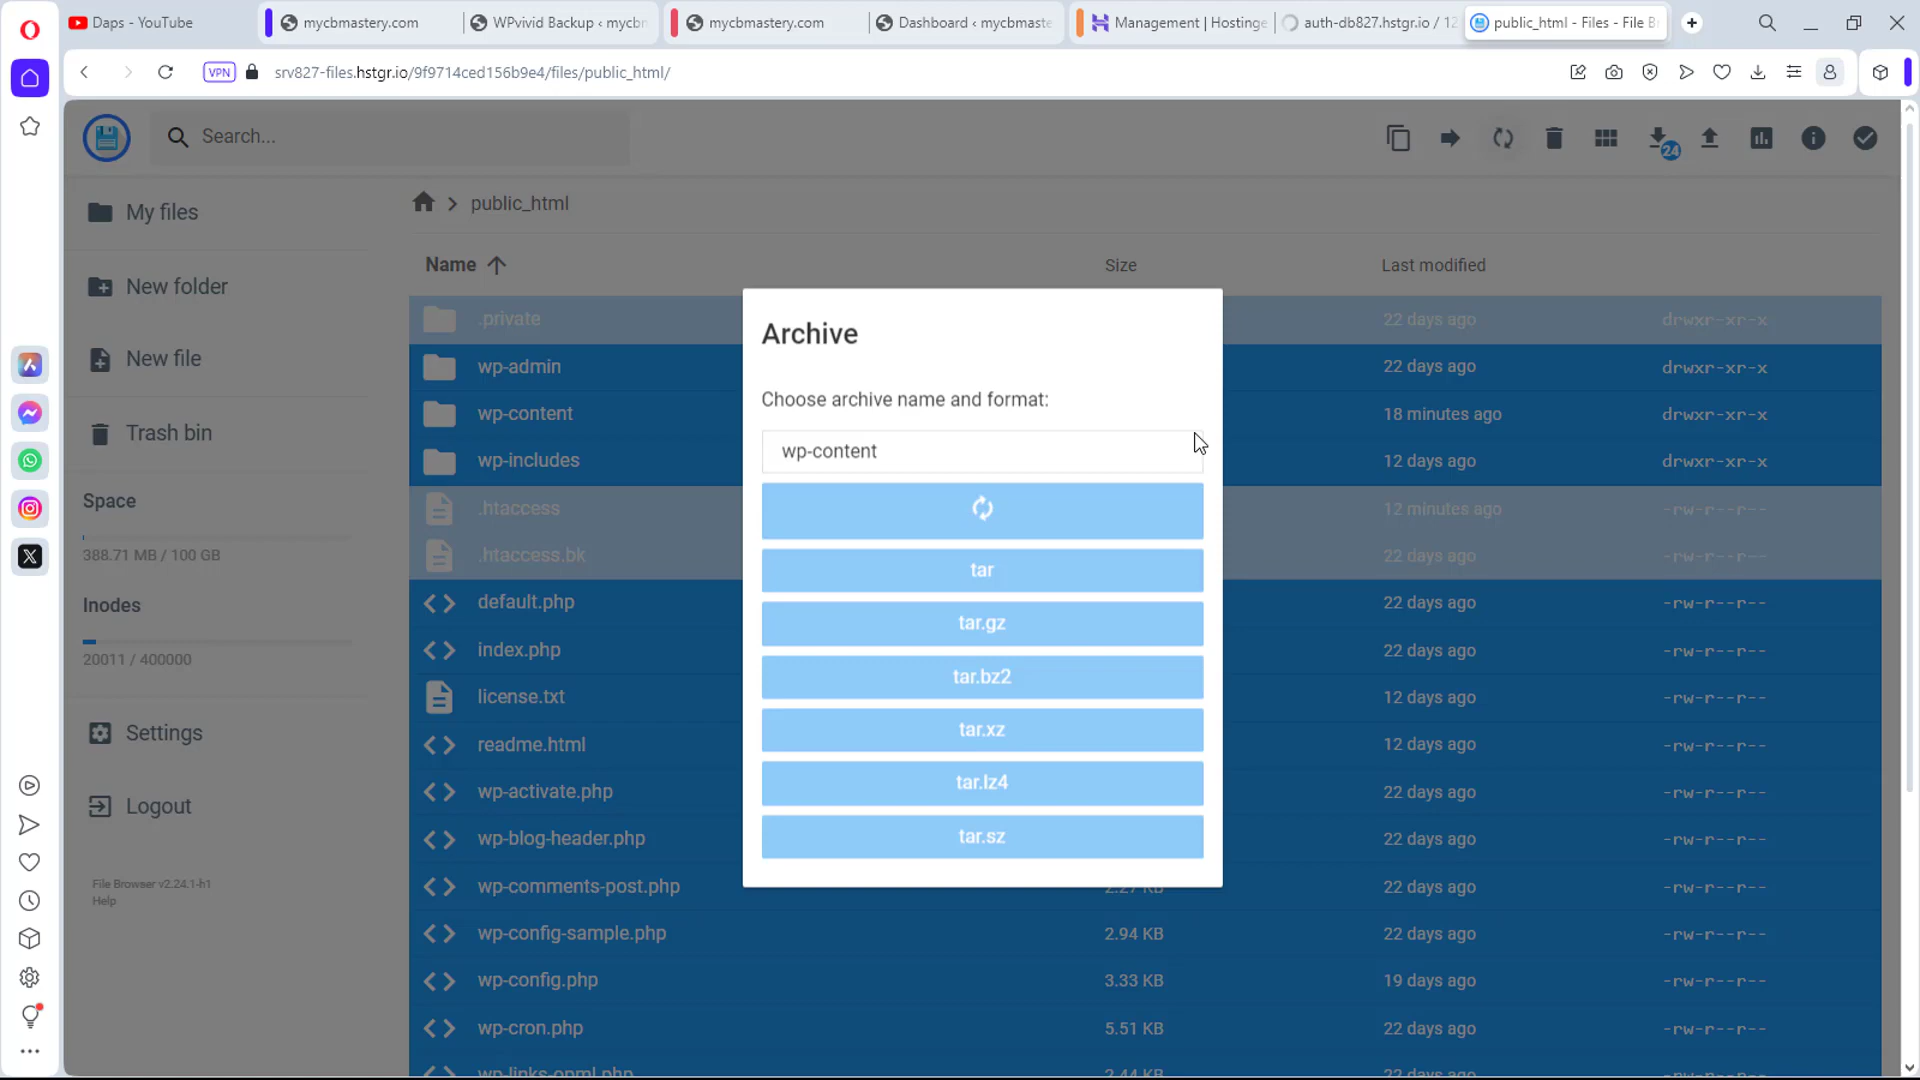 Daps - YouTube
mycbmastery.com
WPvivid Backup ‹ mycbm
mycbmastery.com
Dashboard ‹ mycbmaste
Management | Hostinge
auth-db827.hstgr.io / 12
public_html - Files - File B
VPN
srv827-files.hstgr.io/9f9714ced156b9e4/files/public_html/
Search...
24
My files
New folder
New file
Trash bin
Space
388.71 MB / 100 GB
Inodes
20011 / 400000
Settings
Logout
File Browser v2.24.1-h1
Help
public_html
Name
Size
Last modified
.private
22 days ago
drwxr-xr-x
wp-admin
22 days ago
drwxr-xr-x
wp-content
18 minutes ago
drwxr-xr-x
wp-includes
12 days ago
drwxr-xr-x
.htaccess
12 minutes ago
-rw-r--r--
.htaccess.bk
22 days ago
-rw-r--r--
default.php
22 days ago
-rw-r--r--
index.php
22 days ago
-rw-r--r--
license.txt
12 days ago
-rw-r--r--
readme.html
12 days ago
-rw-r--r--
wp-activate.php
22 days ago
-rw-r--r--
wp-blog-header.php
22 days ago
-rw-r--r--
wp-comments-post.php
2.27 KB
22 days ago
-rw-r--r--
wp-config-sample.php
2.94 KB
22 days ago
-rw-r--r--
wp-config.php
3.33 KB
19 days ago
-rw-r--r--
wp-cron.php
5.51 KB
22 days ago
-rw-r--r--
wp-links-opml.php
2.44 KB
22 days ago
-rw-r--r--
Archive
Choose archive name and format:
wp-content
tar
tar.gz
tar.bz2
tar.xz
tar.lz4
tar.sz